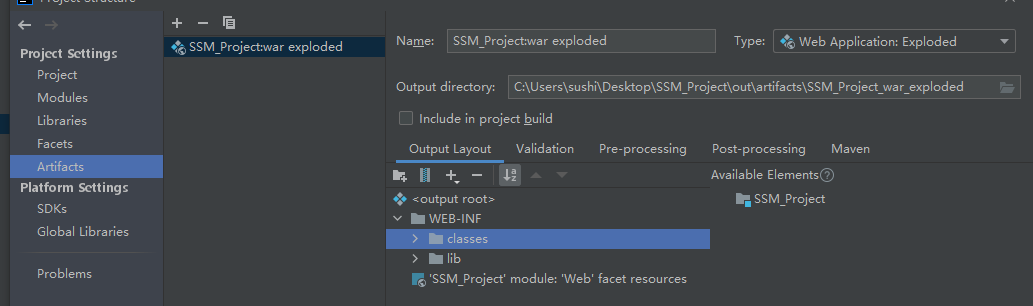 Project Structure
Project Settings
Project
Modules
Libraries
Facets
Artifacts
Platform Settings
SDKs
Global Libraries
Problems
SSM_Project:war exploded
Name: SSM_Project:war exploded Type: Web Application: Exploded
Output directory: C:\Users\sushi\Desktop\SSM_Project\out\artifacts\SSM_Project_war_exploded
Include in project build
Output Layout Validation Pre-processing Post-processing Maven
Available Elements
<output root>
WEB-INF
classes
lib
'SSM_Project' module: 'Web' facet resources
SSM_Project